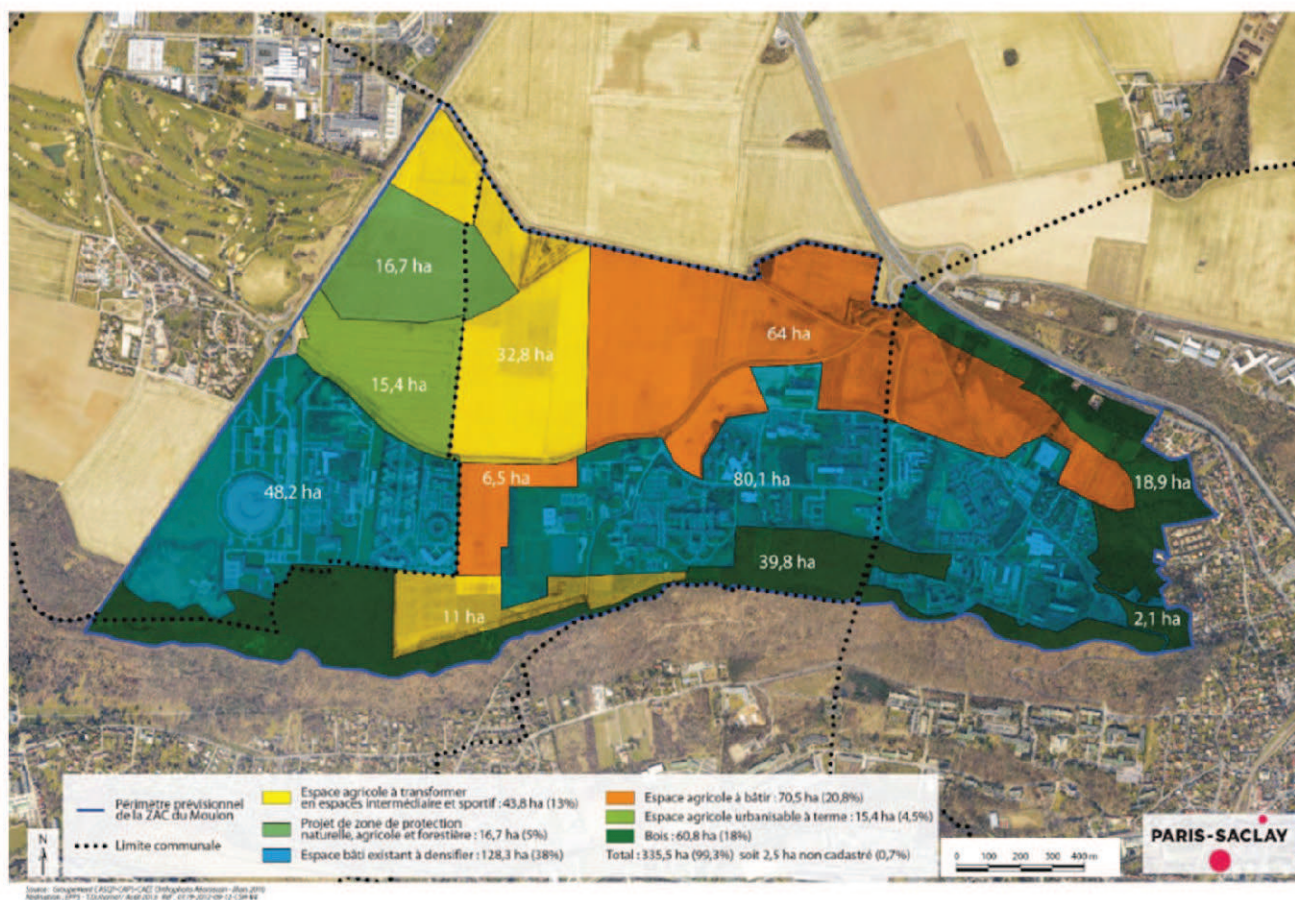 16,7 ha
64 ha
32,8 ha
15,4 ha
6,5 ha
80,1 ha
18,9 ha
48,2 ha
39,8 ha
11 ha
2,1 ha
Périmètre prévisionnel
de la ZAC du Moulon
Limite communale
Espace agricole à transformer
en espaces intermédiaire et sportif : 43,8 ha (13%)
Projet de zone de protection
naturelle, agricole et forestière : 16,7 ha (5%)
Espace bâti existant à densifier : 128,3 ha (38%)
Espace agricole à bâtir : 70,5 ha (20,8%)
Espace agricole urbanisable à terme : 15,4 ha (4,5%)
Bois : 60,8 ha (18%)
Total : 335,5 ha (99,3%) soit 2,5 ha non cadastré (0,7%)
N
0 100 200 400 m
PARIS-SACLAY
Source : Groupement